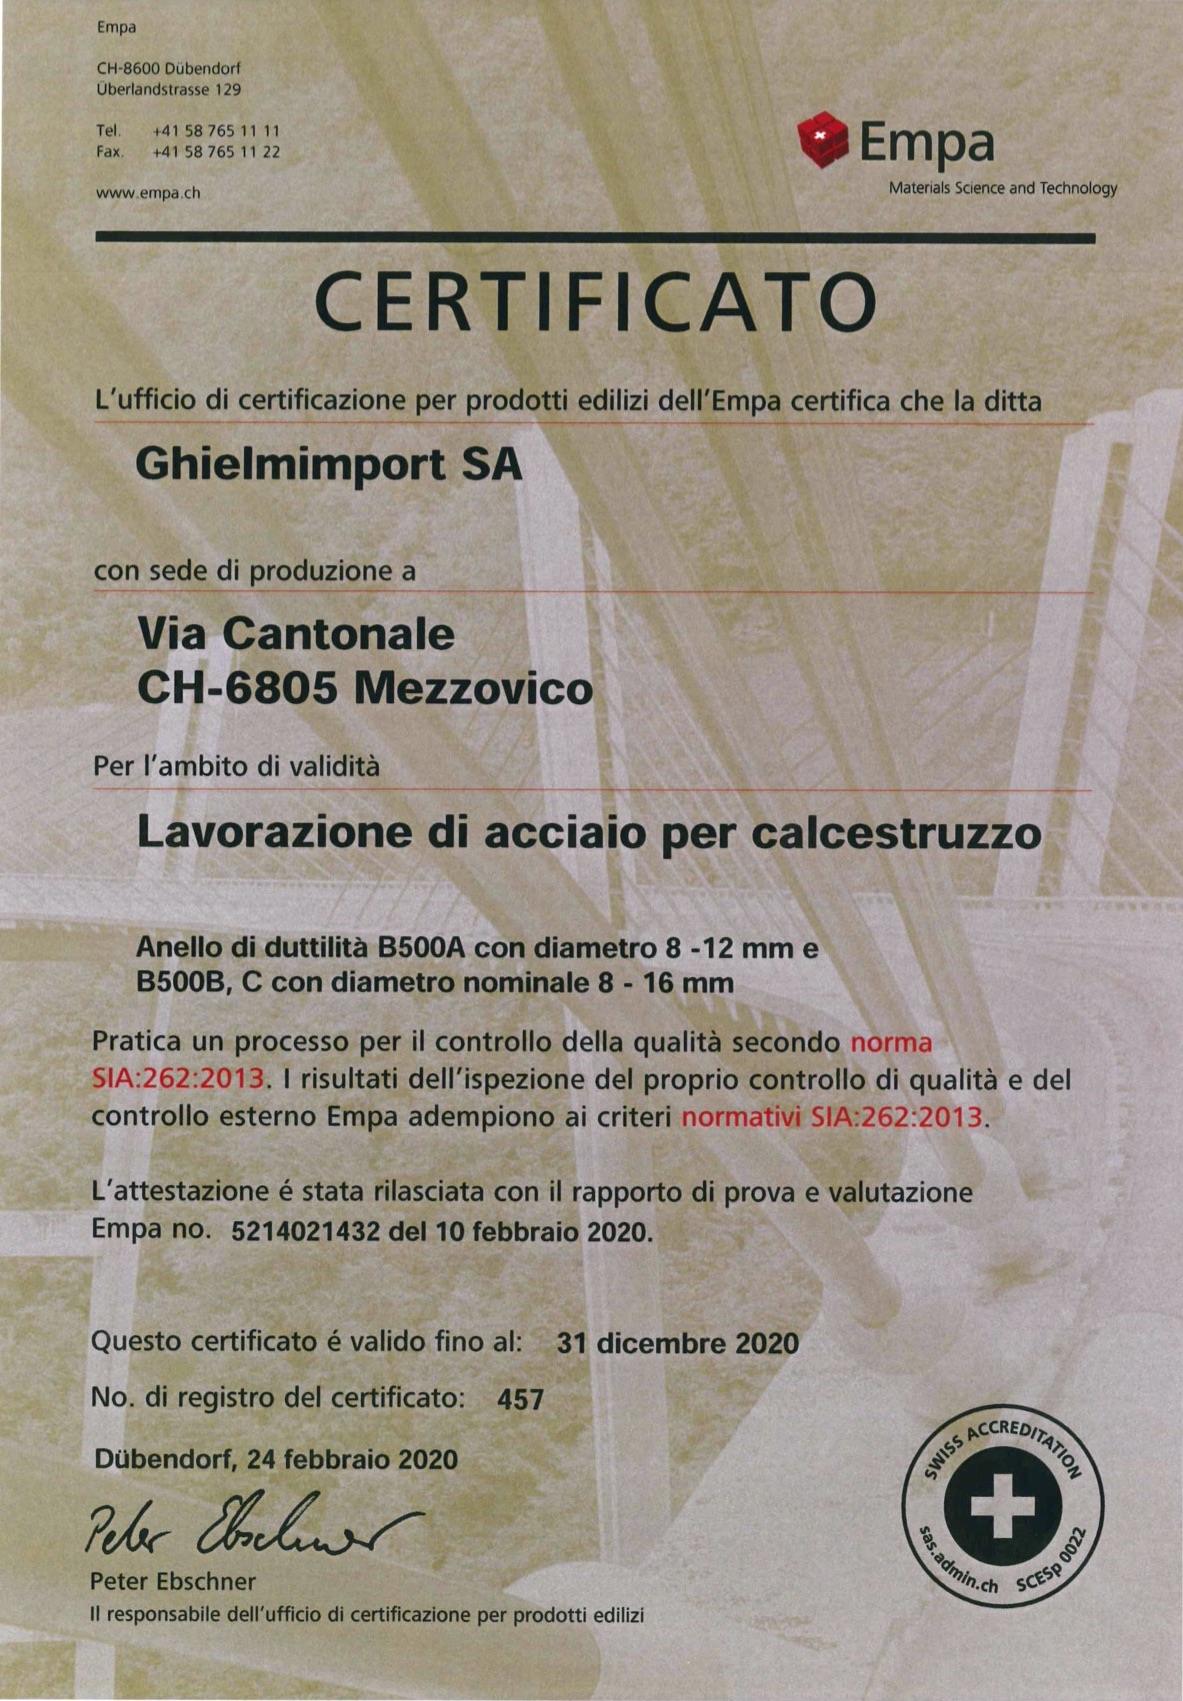 Empa
CH-8600 Dübendorf
Überlandstrasse 129
Tel. +41 58 765 11 11
Fax. +41 58 765 11 22
www.empa.ch
Empa
Materials Science and Technology
CERTIFICATO
L'ufficio di certificazione per prodotti edilizi dell'Empa certifica che la ditta
Ghielmimport SA
con sede di produzione a
Via Cantonale
CH-6805 Mezzovico
Per l'ambito di validità
Lavorazione di acciaio per calcestruzzo
Anello di duttilità B500A con diametro 8 -12 mm e
B500B, C con diametro nominale 8 - 16 mm
Pratica un processo per il controllo della qualità secondo norma
SIA:262:2013. I risultati dell'ispezione del proprio controllo di qualità e del
controllo esterno Empa adempiono ai criteri normativi SIA:262:2013.
L'attestazione é stata rilasciata con il rapporto di prova e valutazione
Empa no. 5214021432 del 10 febbraio 2020.
Questo certificato é valido fino al: 31 dicembre 2020
No. di registro del certificato: 457
Dübendorf, 24 febbraio 2020
Peter Ebschner
Peter Ebschner
Il responsabile dell'ufficio di certificazione per prodotti edilizi
SWISS ACCREDITATION
sas.admin.ch SCESp 0022